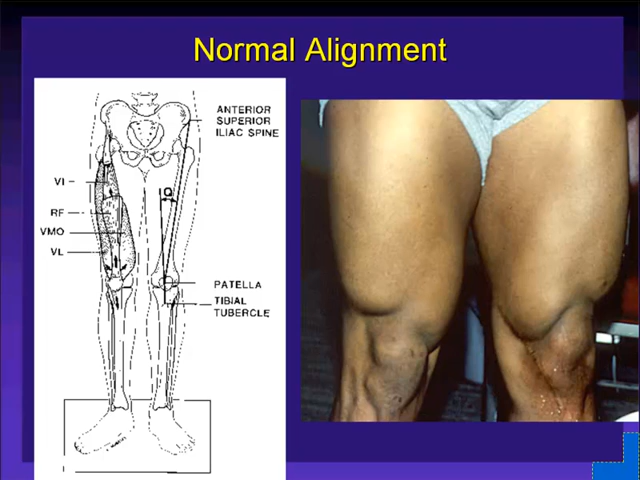 Normal Alignment
ANTERIOR
SUPERIOR
ILIAC SPINE
VI
Q
RF
VMO
VL
PATELLA
TIBIAL
TUBERCLE